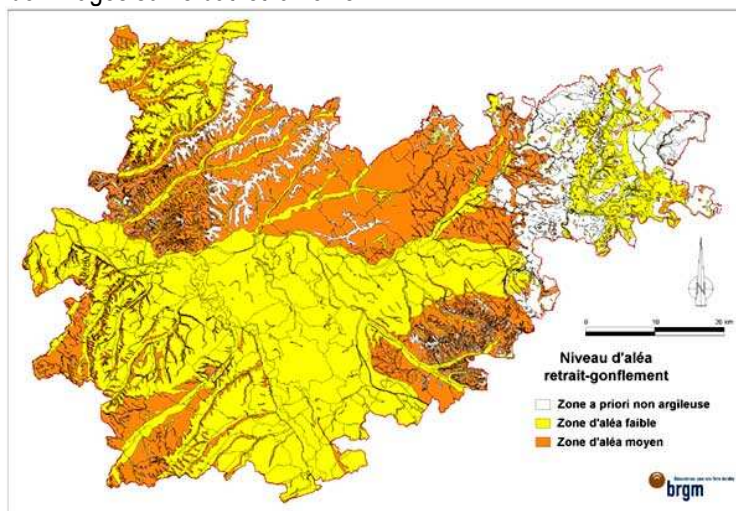 N
0 10 20 km
Niveau d'aléa
retrait-gonflement
Zone a priori non argileuse
Zone d'aléa faible
Zone d'aléa moyen
brgm